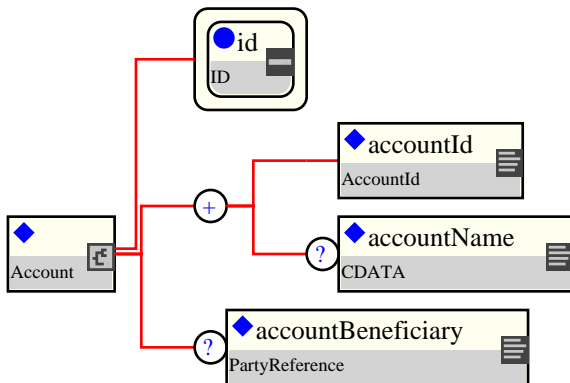 id
ID
accountId
AccountId
+
accountName
?
CDATA
Account
accountBeneficiary
?
PartyReference